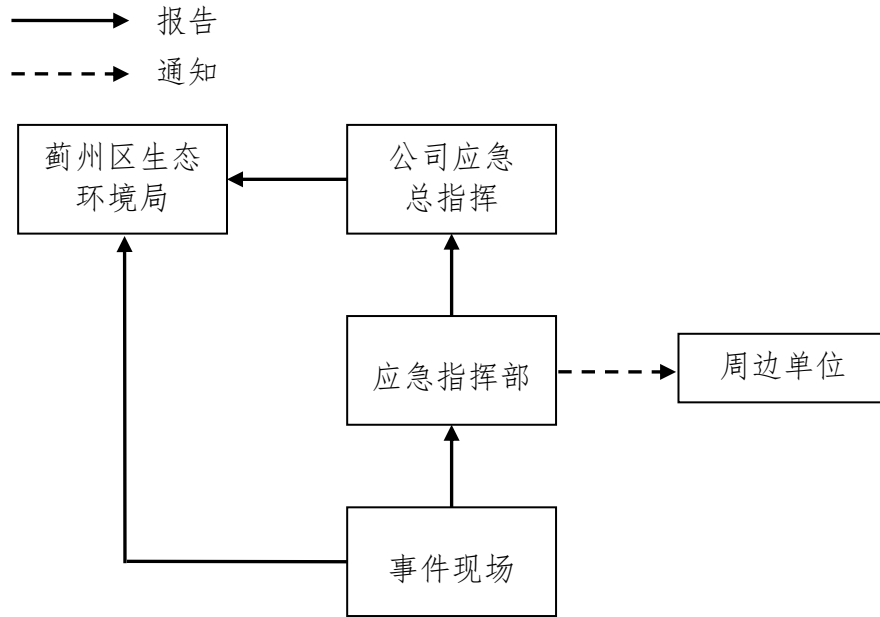 报告
通知
蓟州区生态
环境局
公司应急
总指挥
应急指挥部
周边单位
事件现场